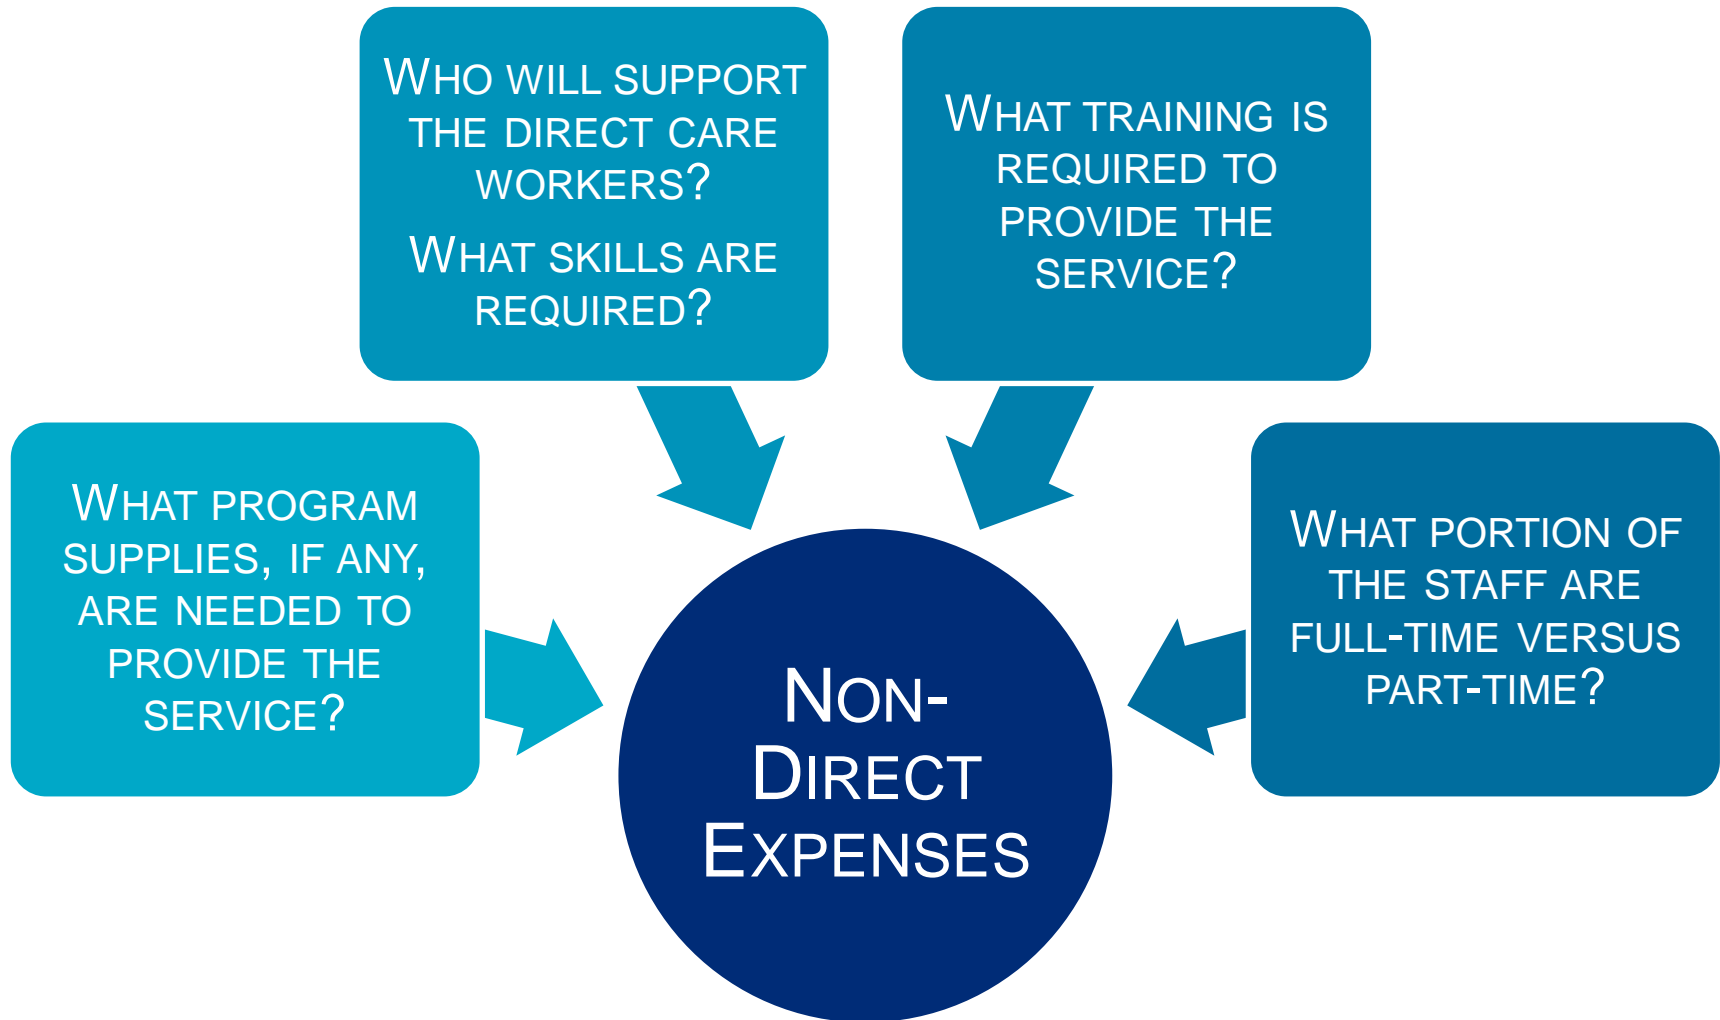 WHO WILL SUPPORT
THE DIRECT CARE
WORKERS?
WHAT SKILLS ARE
REQUIRED?
WHAT TRAINING IS
REQUIRED TO
PROVIDE THE
SERVICE?
WHAT PROGRAM
SUPPLIES, IF ANY,
ARE NEEDED TO
PROVIDE THE
SERVICE?
WHAT PORTION OF
THE STAFF ARE
FULL-TIME VERSUS
PART-TIME?
NON-
DIRECT
EXPENSES